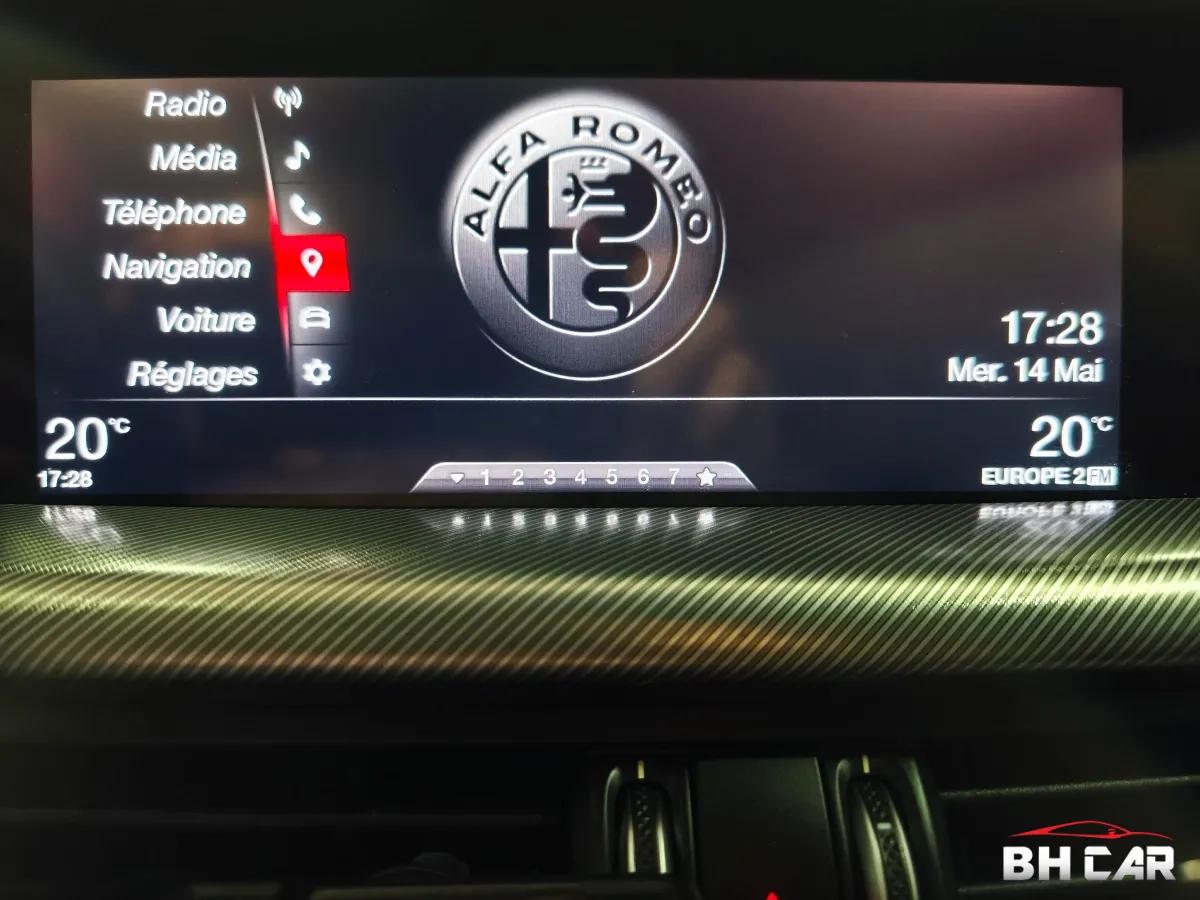 Radio
Média
Téléphone
Navigation
Voiture
Réglages
ALFA ROMEO
17:28
Mer. 14 Mai
20°C
17:28
1 2 3 4 5 6 7
20°C
EUROPE 2 FM
BH CAR